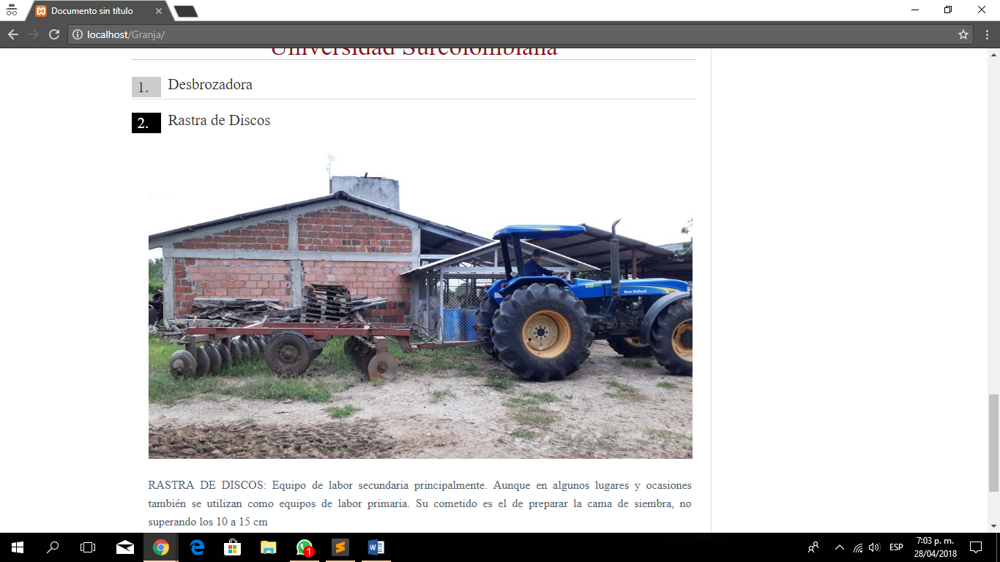 Documento sin título
localhost/Granja/
Universidad Surcolombiana
1. Desbrozadora
2. Rastra de Discos
New Holland
RASTRA DE DISCOS: Equipo de labor secundaria principalmente. Aunque en algunos lugares y ocasiones
también se utilizan como equipos de labor primaria. Su cometido es el de preparar la cama de siembra, no
superando los 10 a 15 cm
1
ESP
7:03 p. m.
28/04/2018